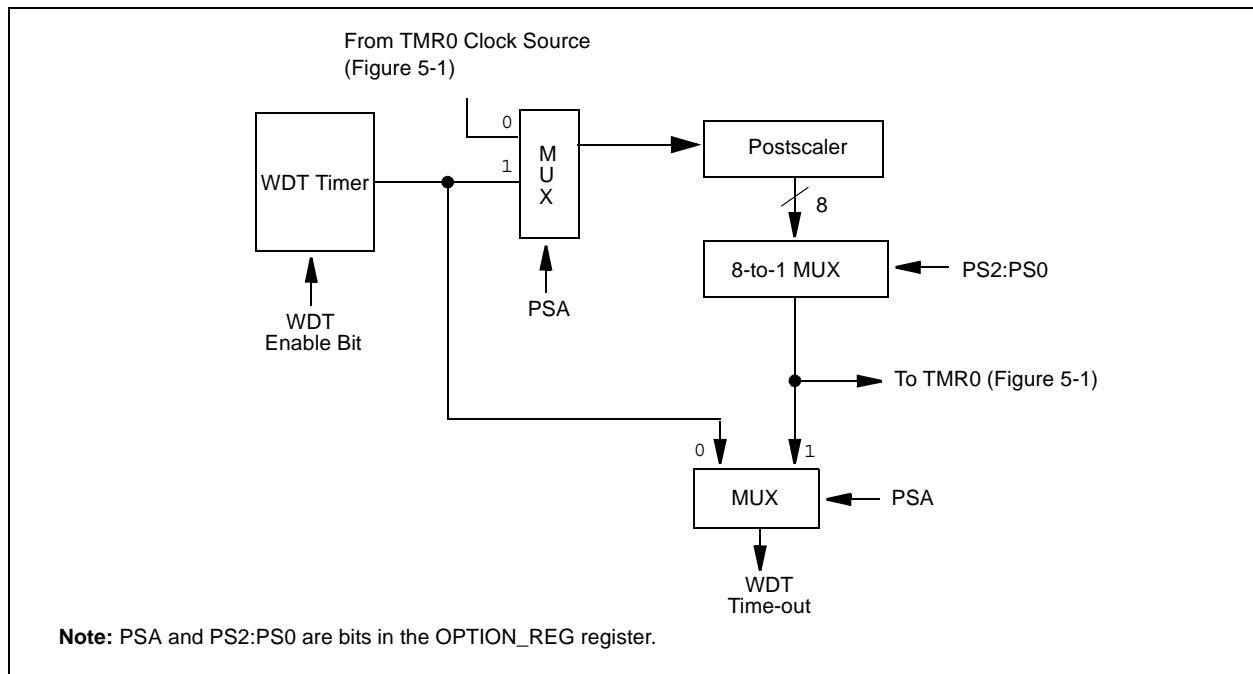 From TMR0 Clock Source
(Figure 5-1)
0
1
M
U
X
WDT Timer
Postscaler
8
8-to-1 MUX
PS2:PS0
PSA
WDT
Enable Bit
To TMR0 (Figure 5-1)
0
1
MUX
PSA
WDT
Time-out
Note: PSA and PS2:PS0 are bits in the OPTION_REG register.